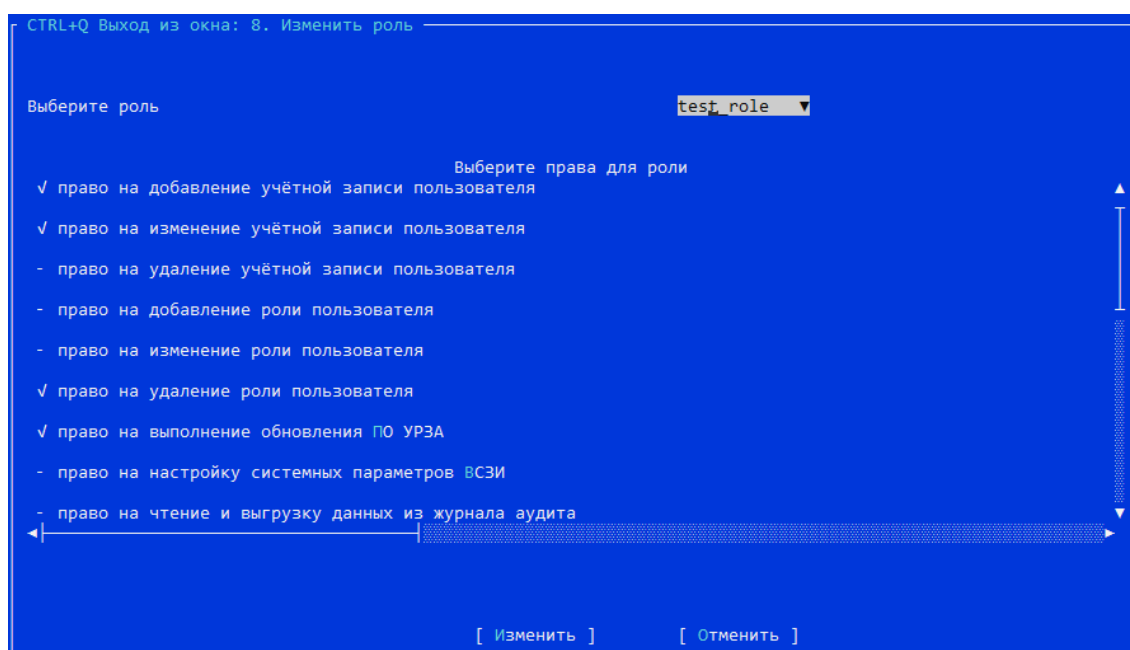 CTRL+Q Выход из окна: 8. Изменить роль
Выберите роль test_role ▼
Выберите права для роли
√ право на добавление учётной записи пользователя
√ право на изменение учётной записи пользователя
- право на удаление учётной записи пользователя
- право на добавление роли пользователя
- право на изменение роли пользователя
√ право на удаление роли пользователя
√ право на выполнение обновления ПО УРЗА
- право на настройку системных параметров ВСЗИ
- право на чтение и выгрузку данных из журнала аудита
[ Изменить ] [ Отменить ]